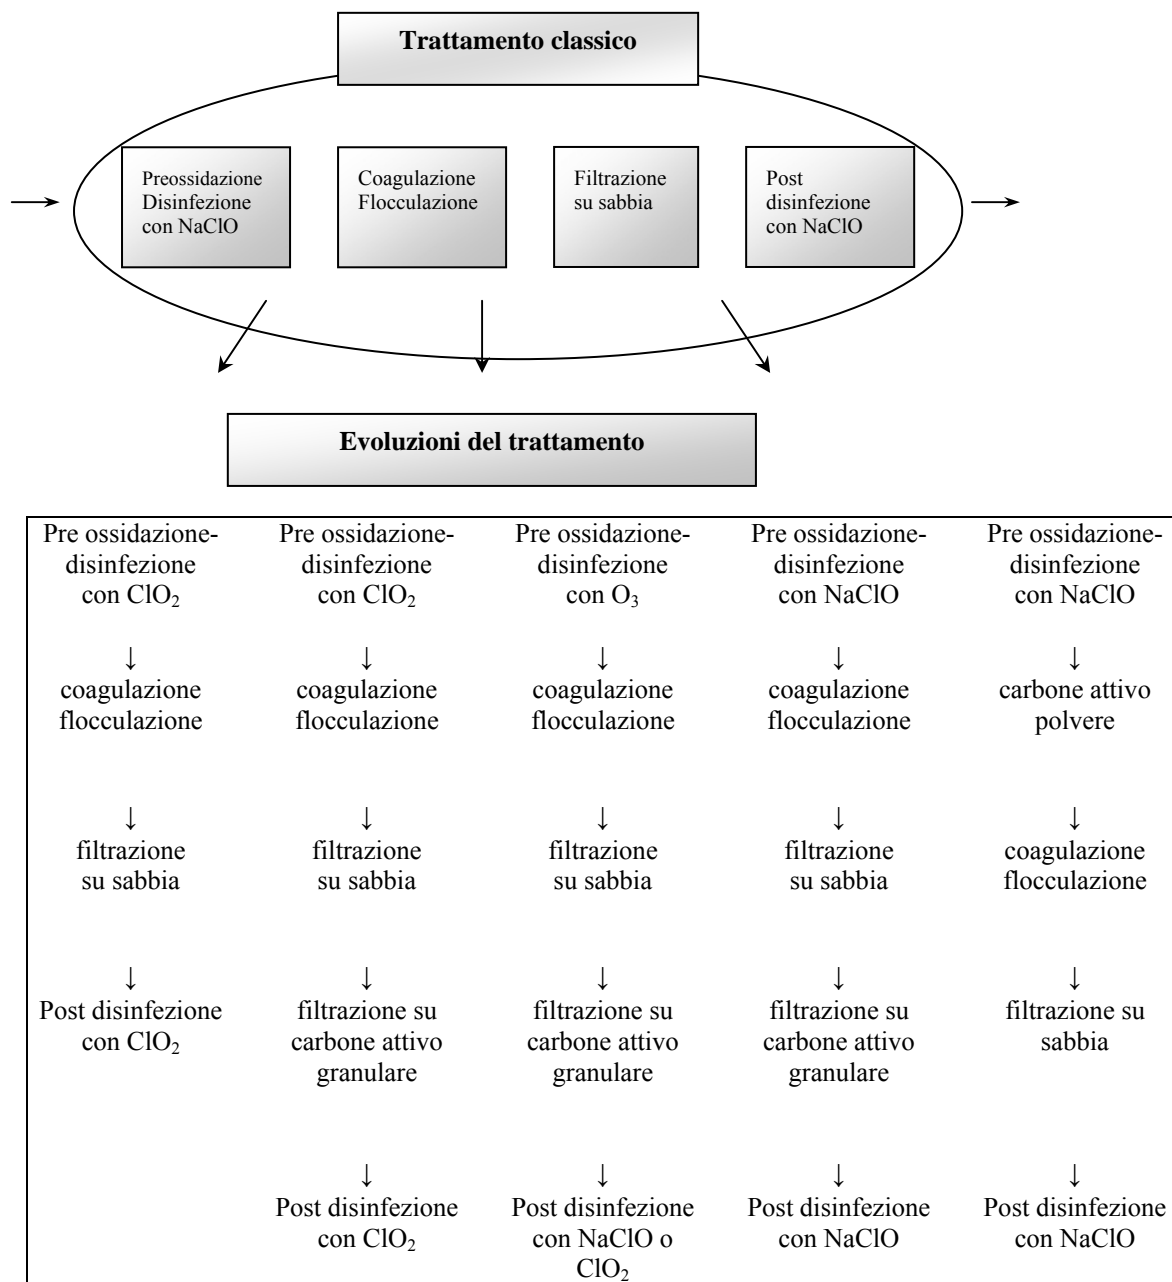 Trattamento classico
Preossidazione
Disinfezione
con NaClO
Coagulazione
Flocculazione
Filtrazione
su sabbia
Post
disinfezione
con NaClO
Evoluzioni del trattamento
Pre ossidazione-
disinfezione
con ClO₂
↓
coagulazione
flocculazione
↓
filtrazione
su sabbia
↓
Post disinfezione
con ClO₂
Pre ossidazione-
disinfezione
con ClO₂
↓
coagulazione
flocculazione
↓
filtrazione
su sabbia
↓
filtrazione su
carbone attivo
granulare
↓
Post disinfezione
con ClO₂
Pre ossidazione-
disinfezione
con O₃
↓
coagulazione
flocculazione
↓
filtrazione
su sabbia
↓
filtrazione su
carbone attivo
granulare
↓
Post disinfezione
con NaClO o
ClO₂
Pre ossidazione-
disinfezione
con NaClO
↓
coagulazione
flocculazione
↓
filtrazione
su sabbia
↓
filtrazione su
carbone attivo
granulare
↓
Post disinfezione
con NaClO
Pre ossidazione-
disinfezione
con NaClO
↓
carbone attivo
polvere
↓
coagulazione
flocculazione
↓
filtrazione su
sabbia
↓
Post disinfezione
con NaClO